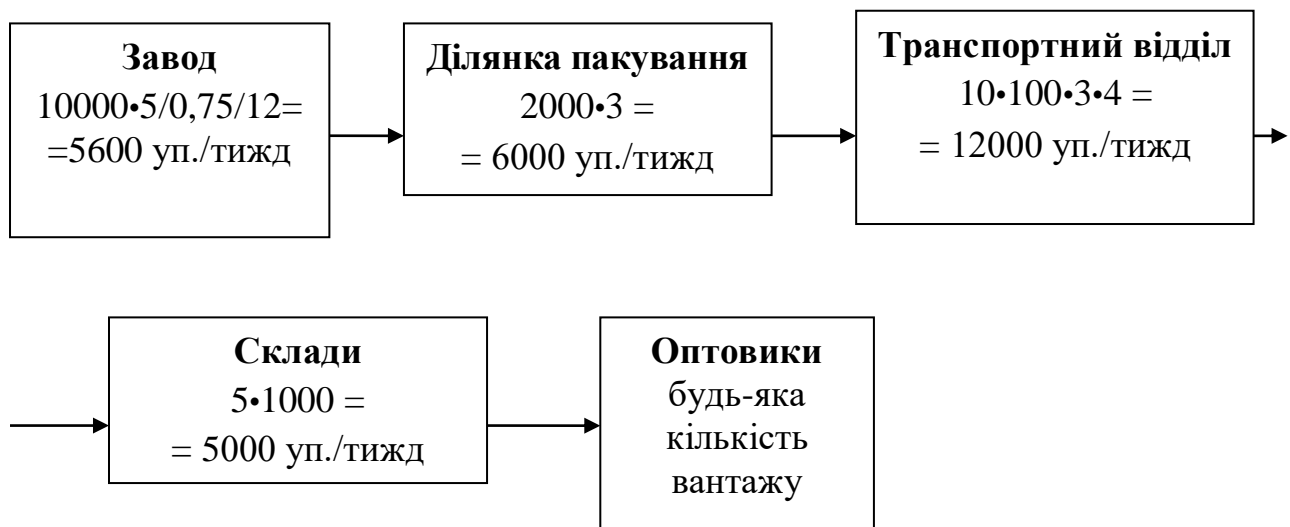 Завод
10000•5/0,75/12=
=5600 уп./тижд
Ділянка пакування
2000•3 =
= 6000 уп./тижд
Транспортний відділ
10•100•3•4 =
= 12000 уп./тижд
Склади
5•1000 =
= 5000 уп./тижд
Оптовики
будь-яка
кількість
вантажу